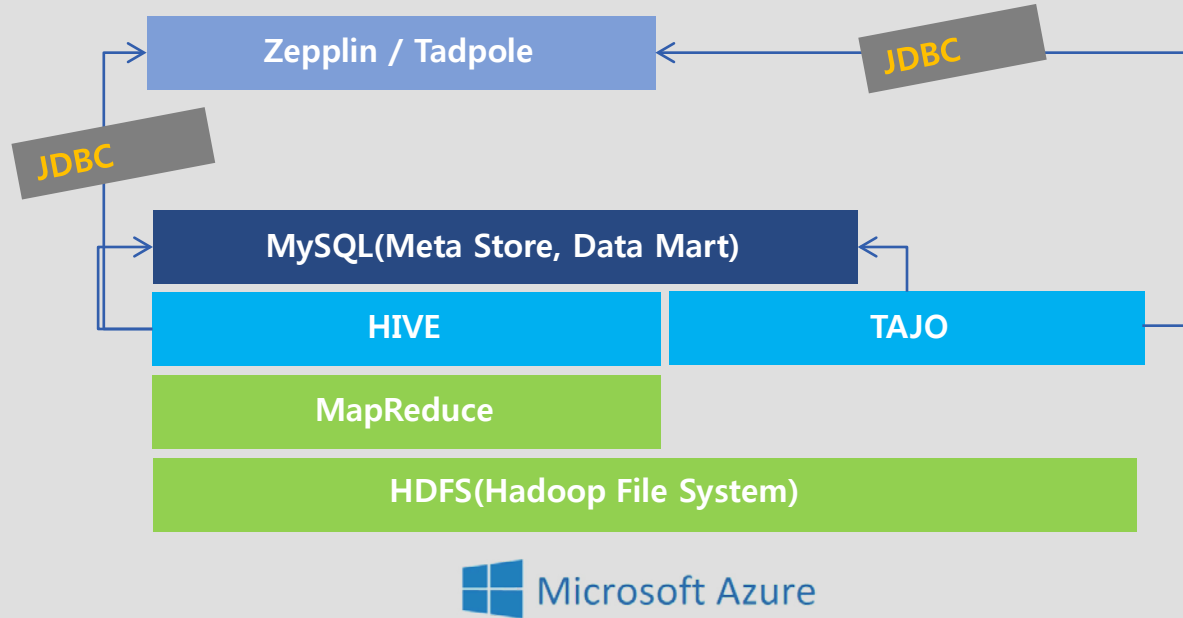 Zepplin / Tadpole
JDBC
JDBC
MySQL(Meta Store, Data Mart)
HIVE
TAJO
MapReduce
HDFS(Hadoop File System)
Microsoft Azure